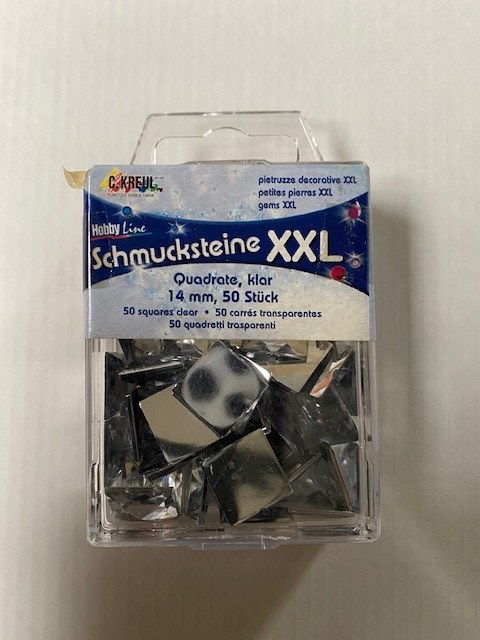 C.KREUL
pietruzze decorative XXL
petites pierres XXL
gems XXL
Hobby Line
Schmucksteine XXL
Quadrate, klar
14 mm, 50 Stück
50 squares clear • 50 carrés transparentes
50 quadretti trasparenti